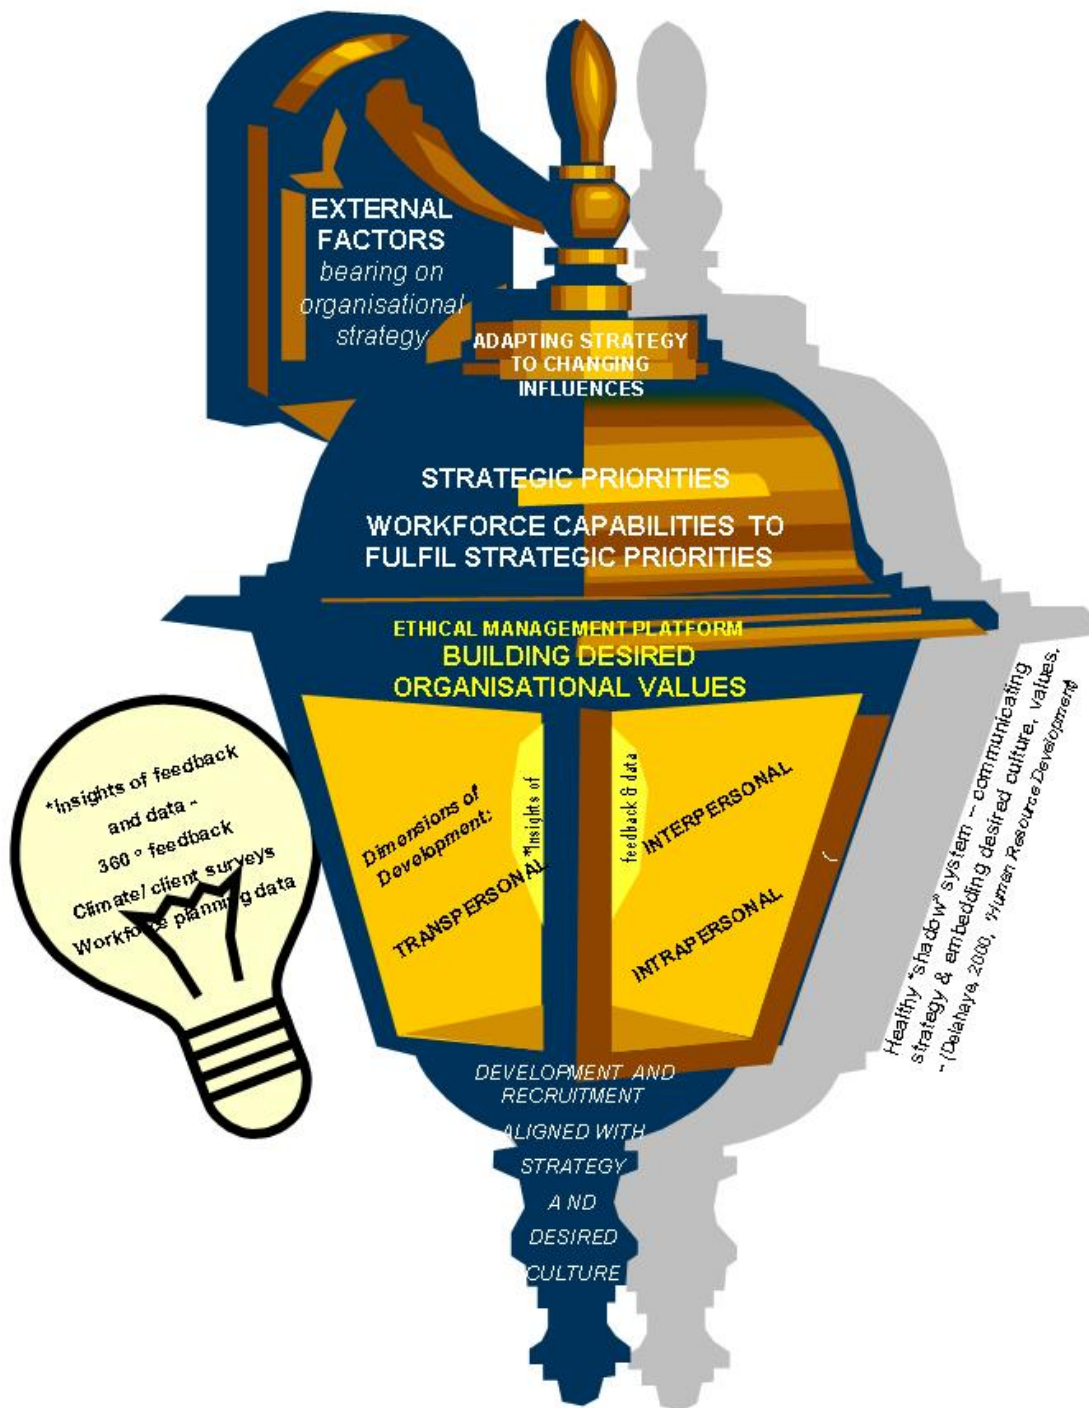 EXTERNAL
FACTORS
bearing on
organisational
strategy
ADAPTING STRATEGY
TO CHANGING
INFLUENCES
STRATEGIC PRIORITIES
WORKFORCE CAPABILITIES TO
FULFIL STRATEGIC PRIORITIES
ETHICAL MANAGEMENT PLATFORM
BUILDING DESIRED
ORGANISATIONAL VALUES
*Insights of feedback
and data -
360 ° feedback
Climate/ client surveys
Workforce planning data
Dimensions of
Development:
TRANSPERSONAL
*Insights of
feedback & data
INTERPERSONAL
INTRAPERSONAL
Healthy "shadow" system – communicating
strategy & embedding desired culture, values.
- (Delahaye, 2000, "Human Resource Development)
DEVELOPMENT AND
RECRUITMENT
ALIGNED WITH
STRATEGY
AND
DESIRED
CULTURE